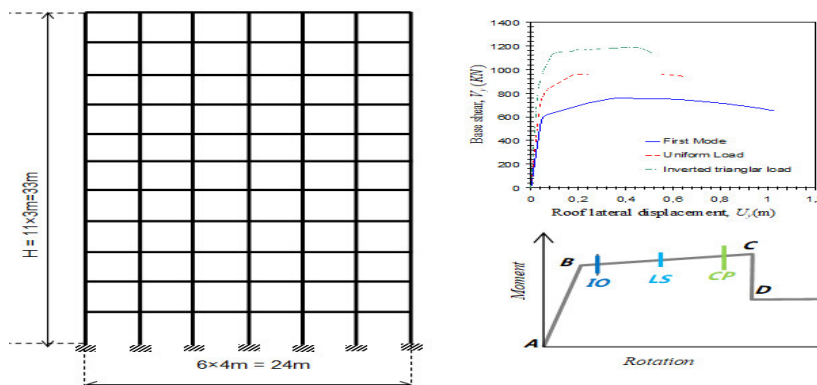 H = 11×3m=33m
6×4m = 24m
Base shear, V, (KN)
1400
1200
1000
800
600
400
200
0
First Mode
Uniform Load
Inverted trianglar load
0 0,2 0,4 0,6 0,8 1 1,
Roof lateral displacement, U, (m)
Moment
A
B
IO
LS
CP
C
D
Rotation